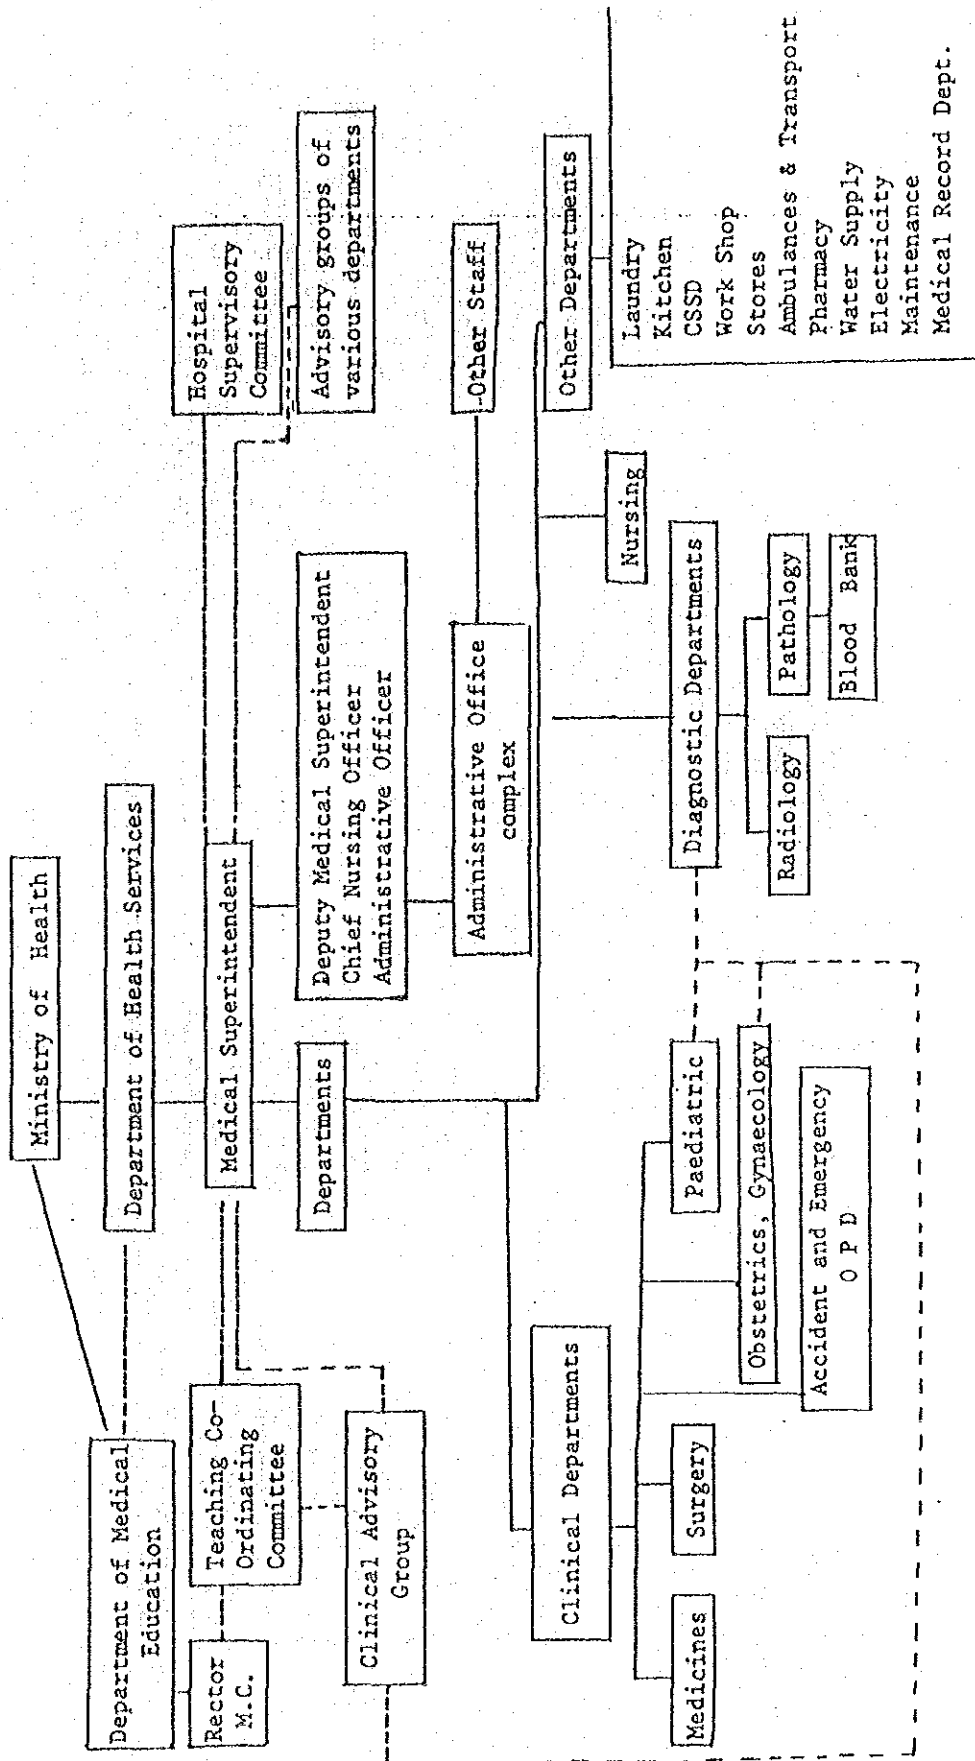 Ministry of Health
Department of Medical
Education
Department of Health Services
Rector
M.C.
Teaching Co-
Ordinating
Committee
Medical Superintendent
Hospital
Supervisory
Committee
Clinical Advisory
Group
Departments
Deputy Medical Superintendent
Chief Nursing Officer
Administrative Officer
Advisory groups of
various departments
Administrative Office
complex
Other Staff
Clinical Departments
Other Departments
Nursing
Medicines
Surgery
Paediatric
Diagnostic Departments
Obstetrics, Gynaecology
Accident and Emergency
O P D
Radiology
Pathology
Blood Bank
Laundry
Kitchen
CSSD
Work Shop
Stores
Ambulances & Transport
Pharmacy
Water Supply
Electricity
Maintenance
Medical Record Dept.